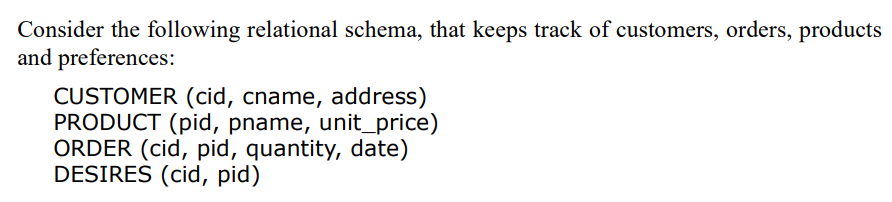 Consider the following relational schema, that keeps track of customers, orders, products
and preferences:
CUSTOMER (cid, cname, address)
PRODUCT (pid, pname, unit_price)
ORDER (cid, pid, quantity, date)
DESIRES (cid, pid)